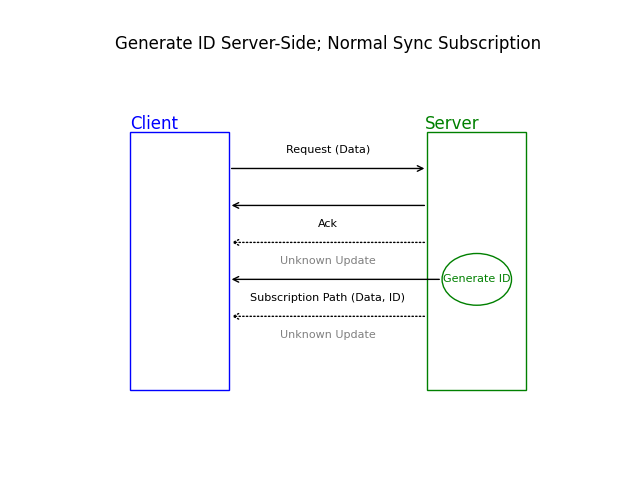 Generate ID Server-Side; Normal Sync Subscription
Client
Server
Request (Data)
Ack
Unknown Update
Generate ID
Subscription Path (Data, ID)
Unknown Update